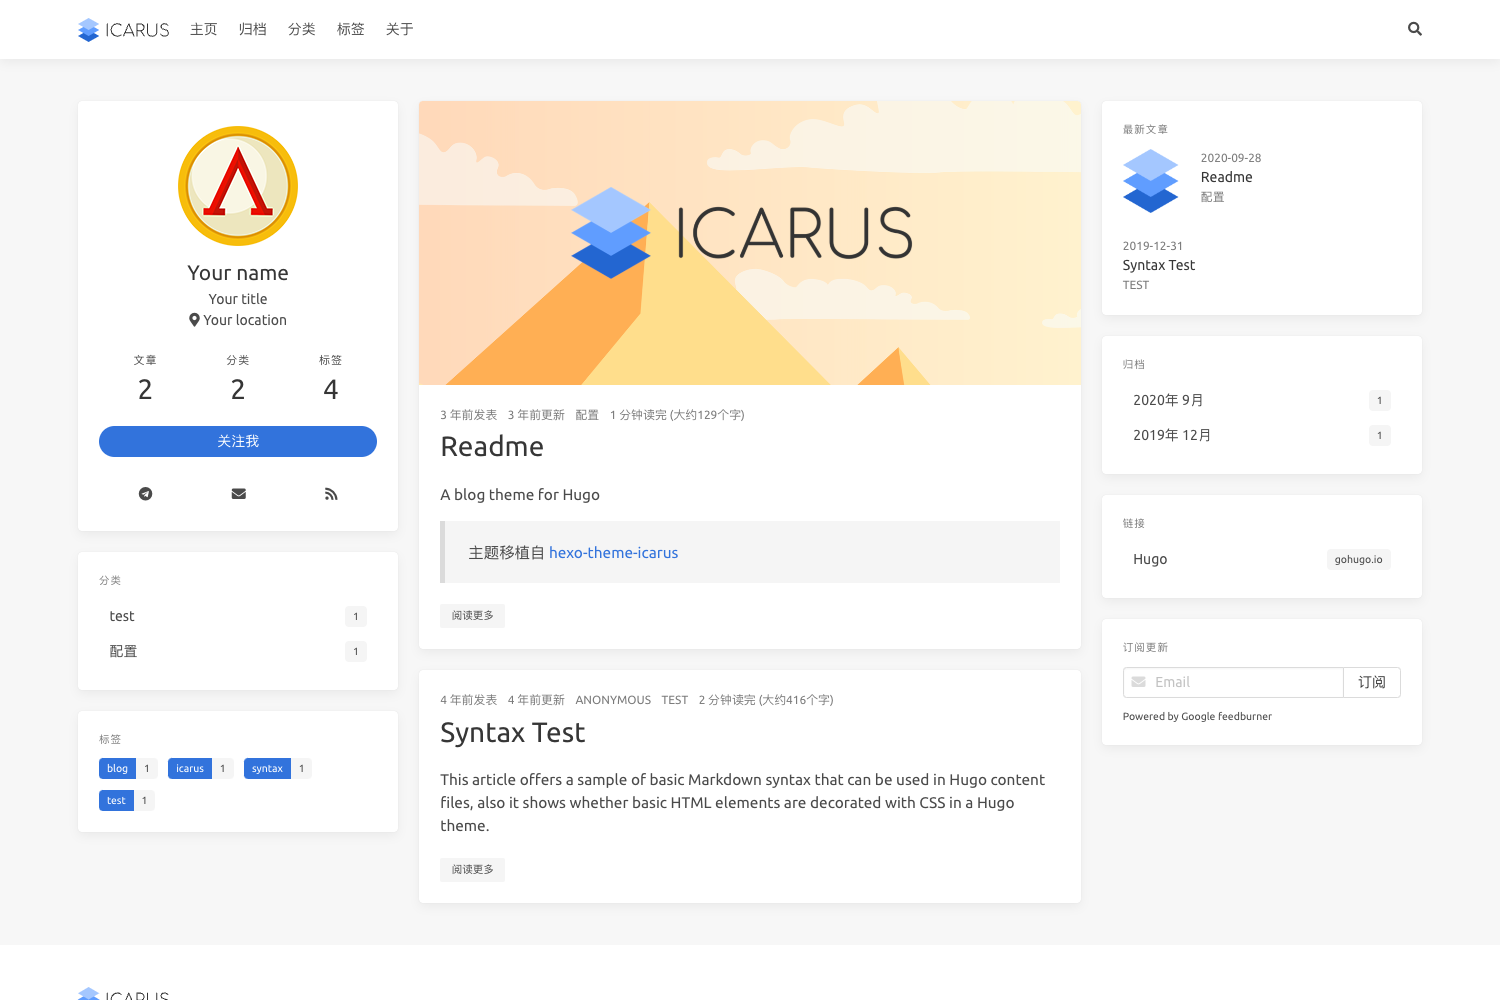 ICARUS 主页 归档 分类 标签 关于
Your name
Your title
Your location
文章 分类 标签
2 2 4
关注我
分类
test 1
配置 1
标签
blog 1 icarus 1 syntax 1
test 1
ICARUS
3 年前发表 3 年前更新 配置 1 分钟读完 (大约129个字)
Readme
A blog theme for Hugo
主题移植自 hexo-theme-icarus
阅读更多
4 年前发表 4 年前更新 ANONYMOUS TEST 2 分钟读完 (大约416个字)
Syntax Test
This article offers a sample of basic Markdown syntax that can be used in Hugo content
files, also it shows whether basic HTML elements are decorated with CSS in a Hugo
theme.
阅读更多
最新文章
2020-09-28
Readme
配置
2019-12-31
Syntax Test
TEST
归档
2020年 9月 1
2019年 12月 1
链接
Hugo gohugo.io
订阅更新
Email 订阅
Powered by Google feedburner
ICARUS